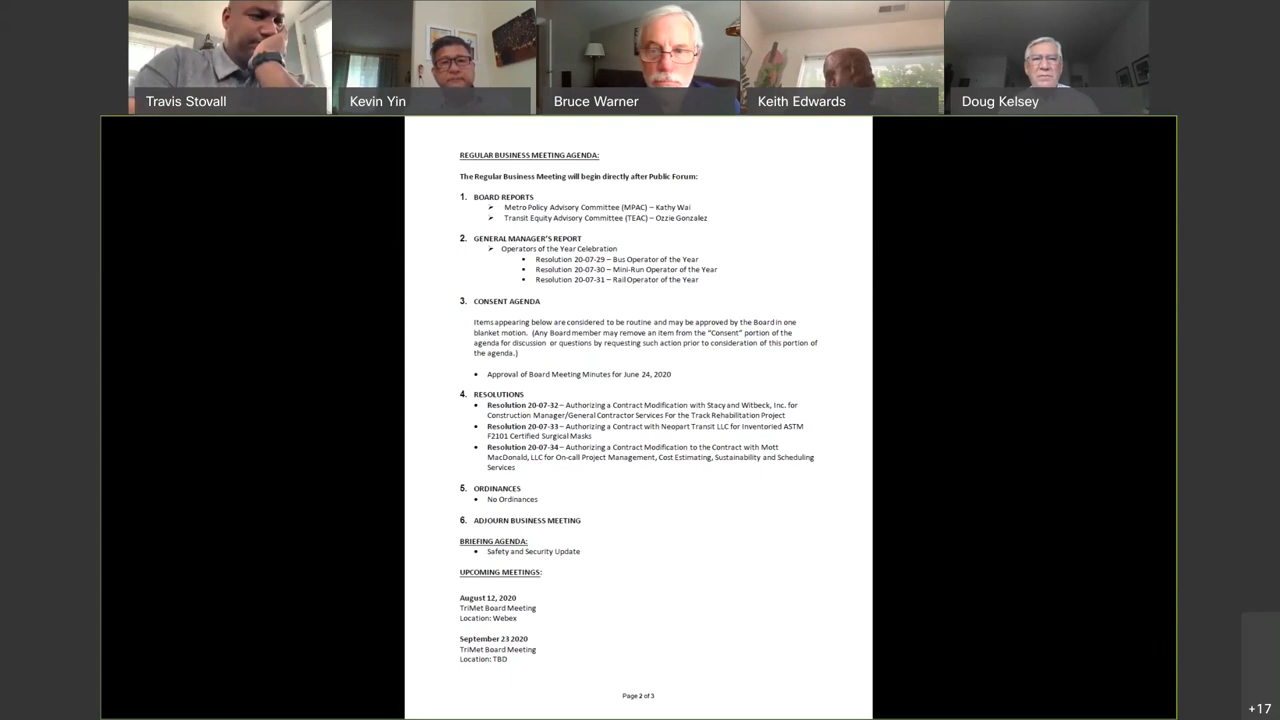 Travis Stovall
Kevin Yin
Bruce Warner
Keith Edwards
Doug Kelsey
REGULAR BUSINESS MEETING AGENDA:
The Regular Business Meeting will begin directly after Public Forum:
1. BOARD REPORTS
➢ Metro Policy Advisory Committee (MPAC) – Kathy Wai
➢ Transit Equity Advisory Committee (TEAC) – Ozzie Gonzalez
2. GENERAL MANAGER'S REPORT
➢ Operators of the Year Celebration
• Resolution 20-07-29 – Bus Operator of the Year
• Resolution 20-07-30 – Mini-Run Operator of the Year
• Resolution 20-07-31 – Rail Operator of the Year
3. CONSENT AGENDA
Items appearing below are considered to be routine and may be approved by the Board in one
blanket motion. (Any Board member may remove an item from the "Consent" portion of the
agenda for discussion or questions by requesting such action prior to consideration of this portion of
the agenda.)
• Approval of Board Meeting Minutes for June 24, 2020
4. RESOLUTIONS
• Resolution 20-07-32 – Authorizing a Contract Modification with Stacy and Witbeck, Inc. for
Construction Manager/General Contractor Services For the Track Rehabilitation Project
• Resolution 20-07-33 – Authorizing a Contract with Neopart Transit LLC for Inventoried ASTM
F2101 Certified Surgical Masks
• Resolution 20-07-34 – Authorizing a Contract Modification to the Contract with Mott
MacDonald, LLC for On-call Project Management, Cost Estimating, Sustainability and Scheduling
Services
5. ORDINANCES
• No Ordinances
6. ADJOURN BUSINESS MEETING
BRIEFING AGENDA:
• Safety and Security Update
UPCOMING MEETINGS:
August 12, 2020
TriMet Board Meeting
Location: Webex
September 23 2020
TriMet Board Meeting
Location: TBD
Page 2 of 3
+17